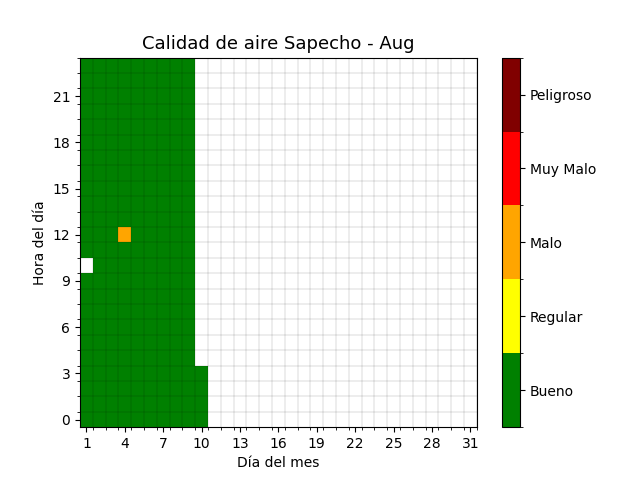 Calidad de aire Sapecho - Aug
Hora del día
21
18
15
12
9
6
3
0
1 4 7 10 13 16 19 22 25 28 31
Día del mes
Peligroso
Muy Malo
Malo
Regular
Bueno